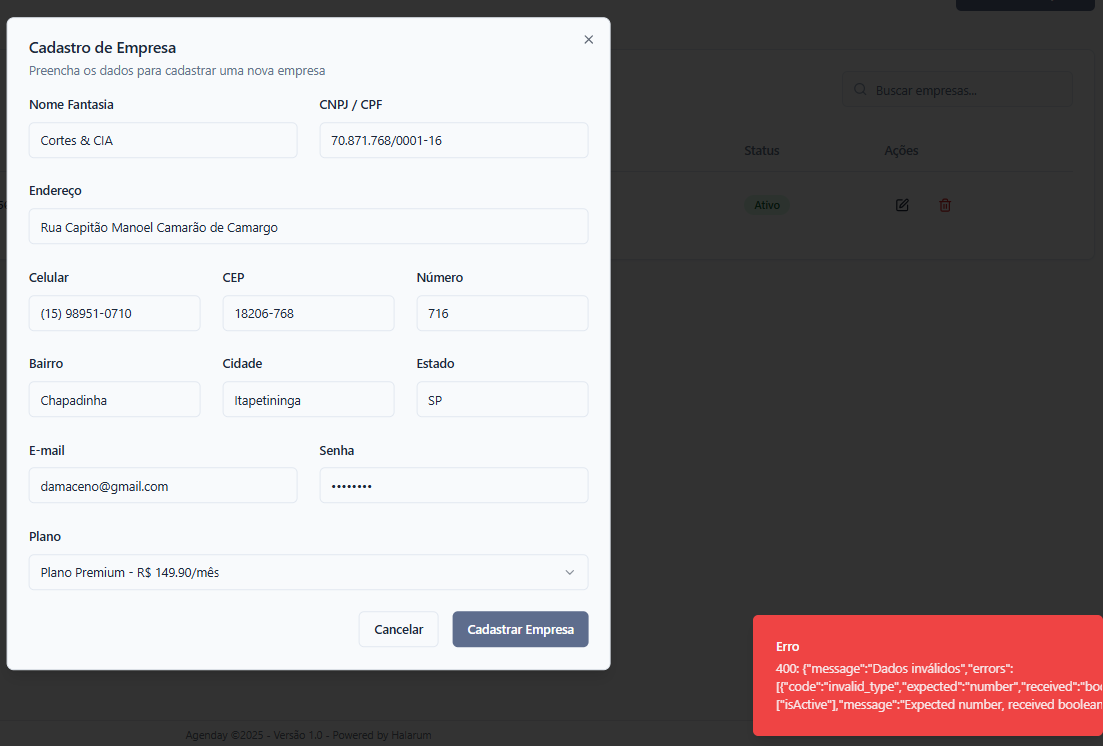 Cadastro de Empresa
Preencha os dados para cadastrar uma nova empresa
Nome Fantasia
CNPJ / CPF
Cortes & CIA
70.871.768/0001-16
Endereço
Rua Capitão Manoel Camarão de Camargo
Celular
CEP
Número
(15) 98951-0710
18206-768
716
Bairro
Cidade
Estado
Chapadinha
Itapetininga
SP
E-mail
Senha
damaceno@gmail.com
••••••••
Plano
Plano Premium - R$ 149.90/mês
Cancelar
Cadastrar Empresa
Buscar empresas...
Status
Ações
Ativo
Erro
400: {"message":"Dados inválidos","errors":
[{"code":"invalid_type","expected":"number","received":"boo
["isActive"],"message":"Expected number, received boolean
Agenday ©2025 - Versão 1.0 - Powered by Halarum